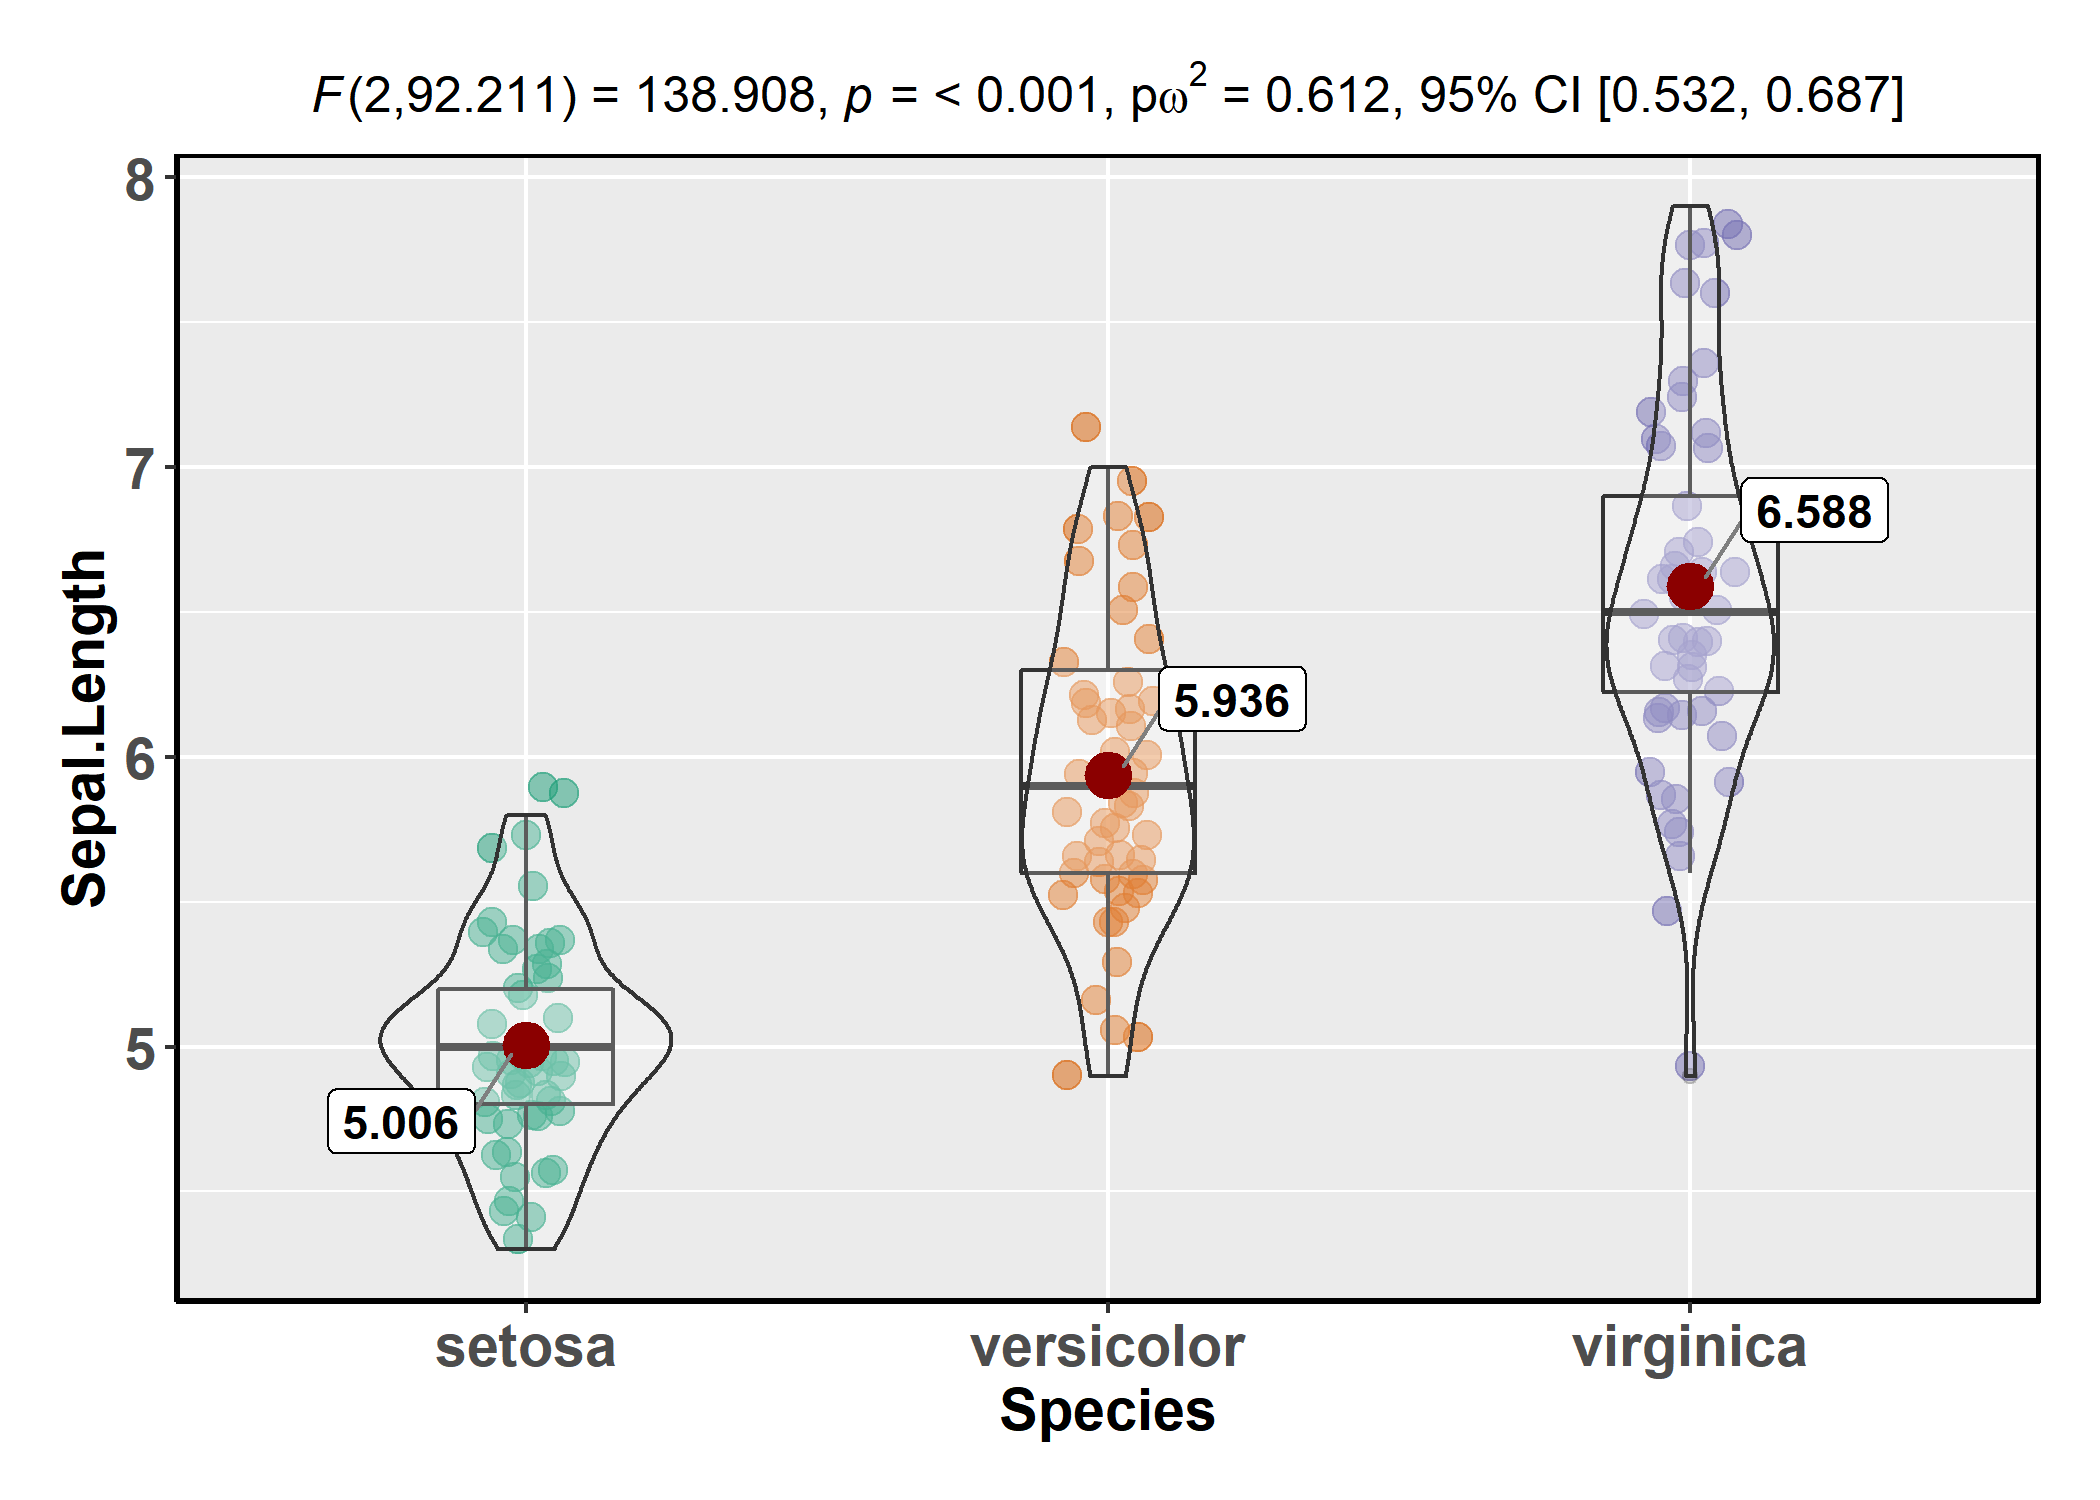 F(2,92.211) = 138.908, p = < 0.001, pω² = 0.612, 95% CI [0.532, 0.687]
8
7
6
5
Sepal.Length
6.588
5.936
5.006
setosa versicolor virginica
Species